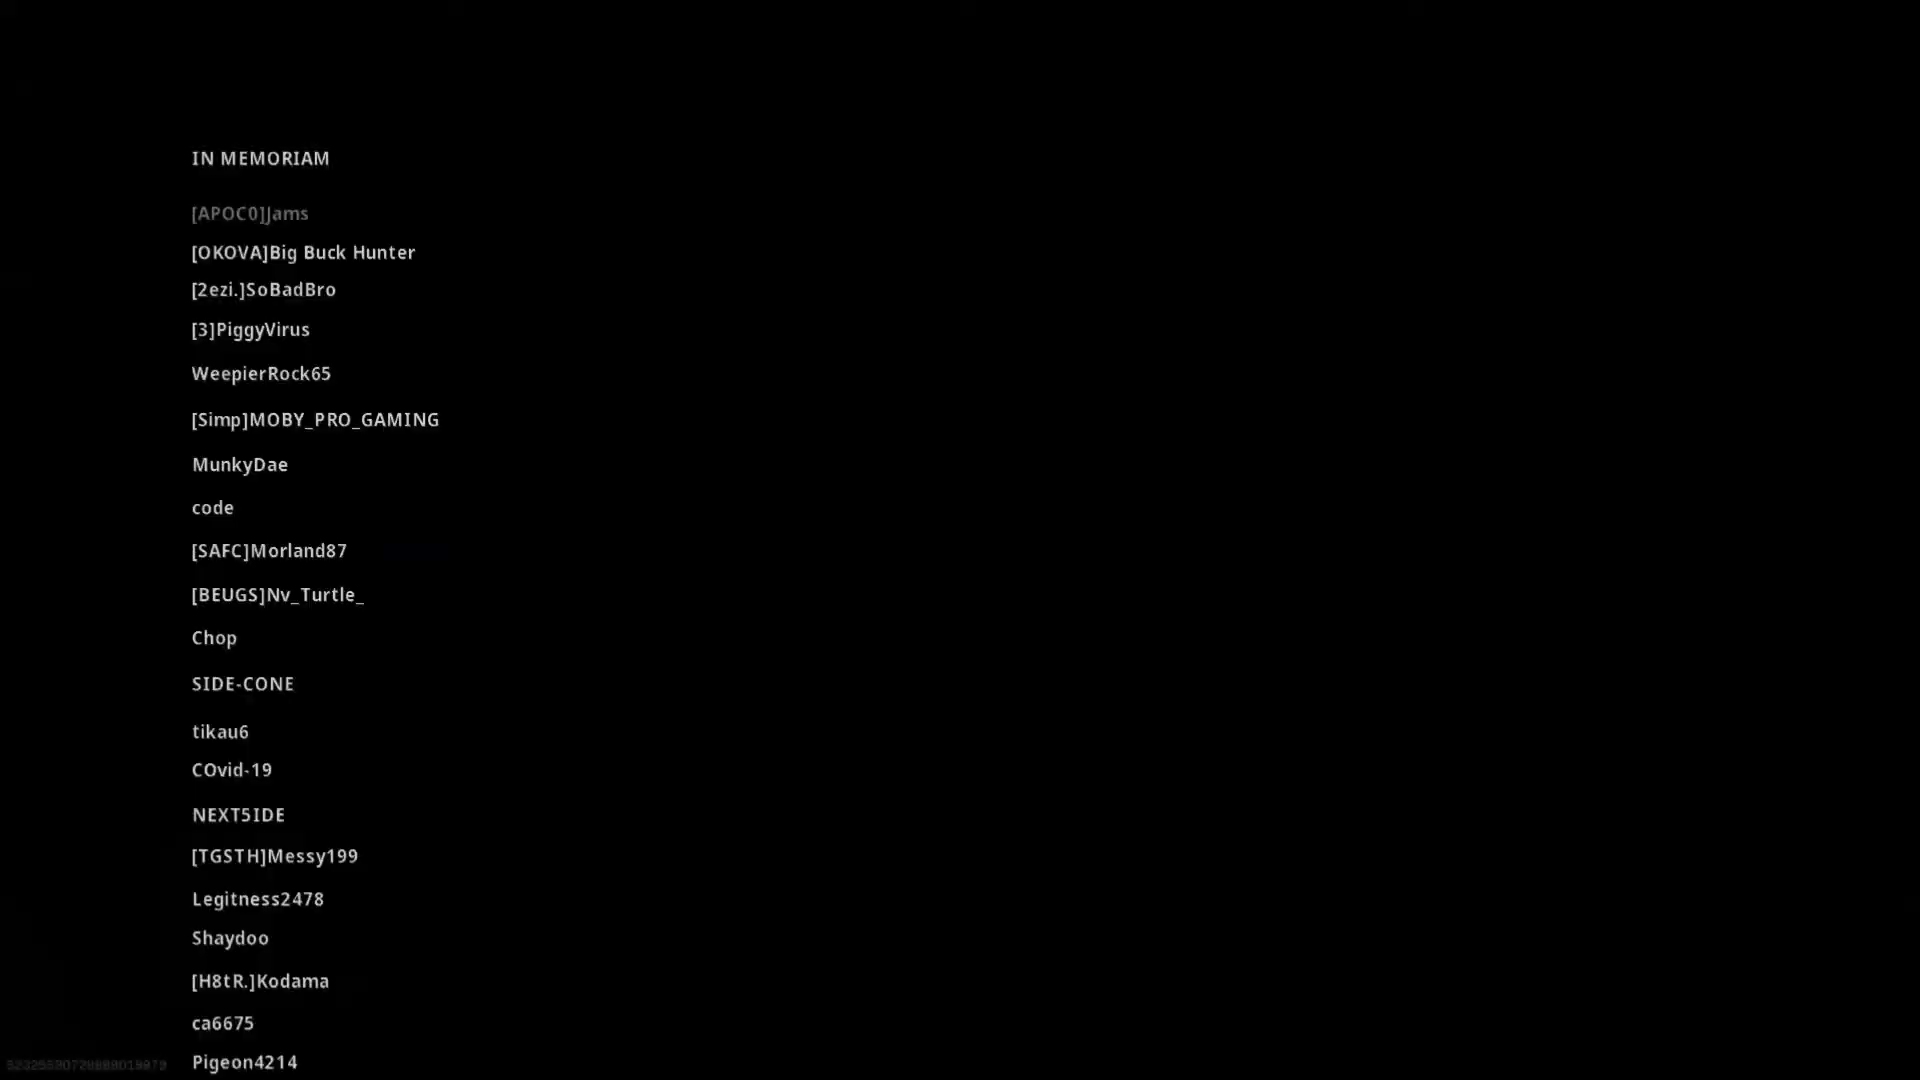 IN MEMORIAM
[APOC0]Jams
[OKOVA]Big Buck Hunter
[2ezi.]SoBadBro
[3]PiggyVirus
WeepierRock65
[Simp]MOBY_PRO_GAMING
MunkyDae
code
[SAFC]Morland87
[BEUGS]Nv_Turtle_
Chop
SIDE-CONE
tikau6
COvid-19
NEXT5IDE
[TGSTH]Messy199
Legitness2478
Shaydoo
[H8tR.]Kodama
ca6675
Pigeon4214